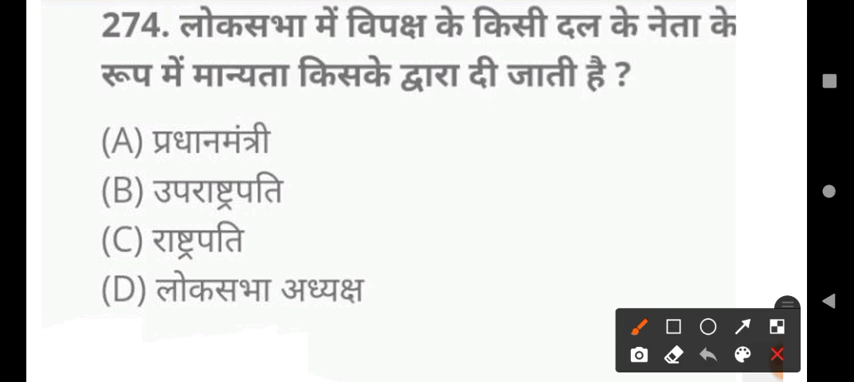 274. लोकसभा में विपक्ष के किसी दल के नेता के
रूप में मान्यता किसके द्वारा दी जाती है ?
(A) प्रधानमंत्री
(B) उपराष्ट्रपति
(C) राष्ट्रपति
(D) लोकसभा अध्यक्ष